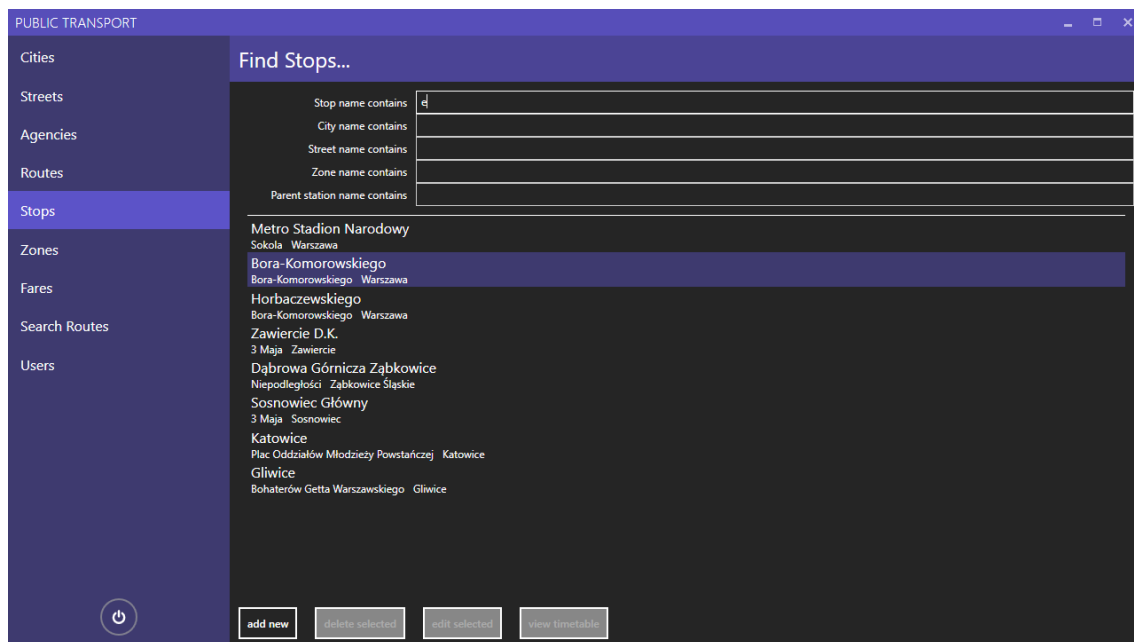 PUBLIC TRANSPORT
Cities
Streets
Agencies
Routes
Stops
Zones
Fares
Search Routes
Users
Find Stops...
Stop name contains e
City name contains
Street name contains
Zone name contains
Parent station name contains
Metro Stadion Narodowy
Sokola Warszawa
Bora-Komorowskiego
Bora-Komorowskiego Warszawa
Horbaczewskiego
Bora-Komorowskiego Warszawa
Zawiercie D.K.
3 Maja Zawiercie
Dąbrowa Górnicza Ząbkowice
Niepodległości Ząbkowice Śląskie
Sosnowiec Główny
3 Maja Sosnowiec
Katowice
Plac Oddziałów Młodzieży Powstańczej Katowice
Gliwice
Bohaterów Getta Warszawskiego Gliwice
add new delete selected edit selected view timetable